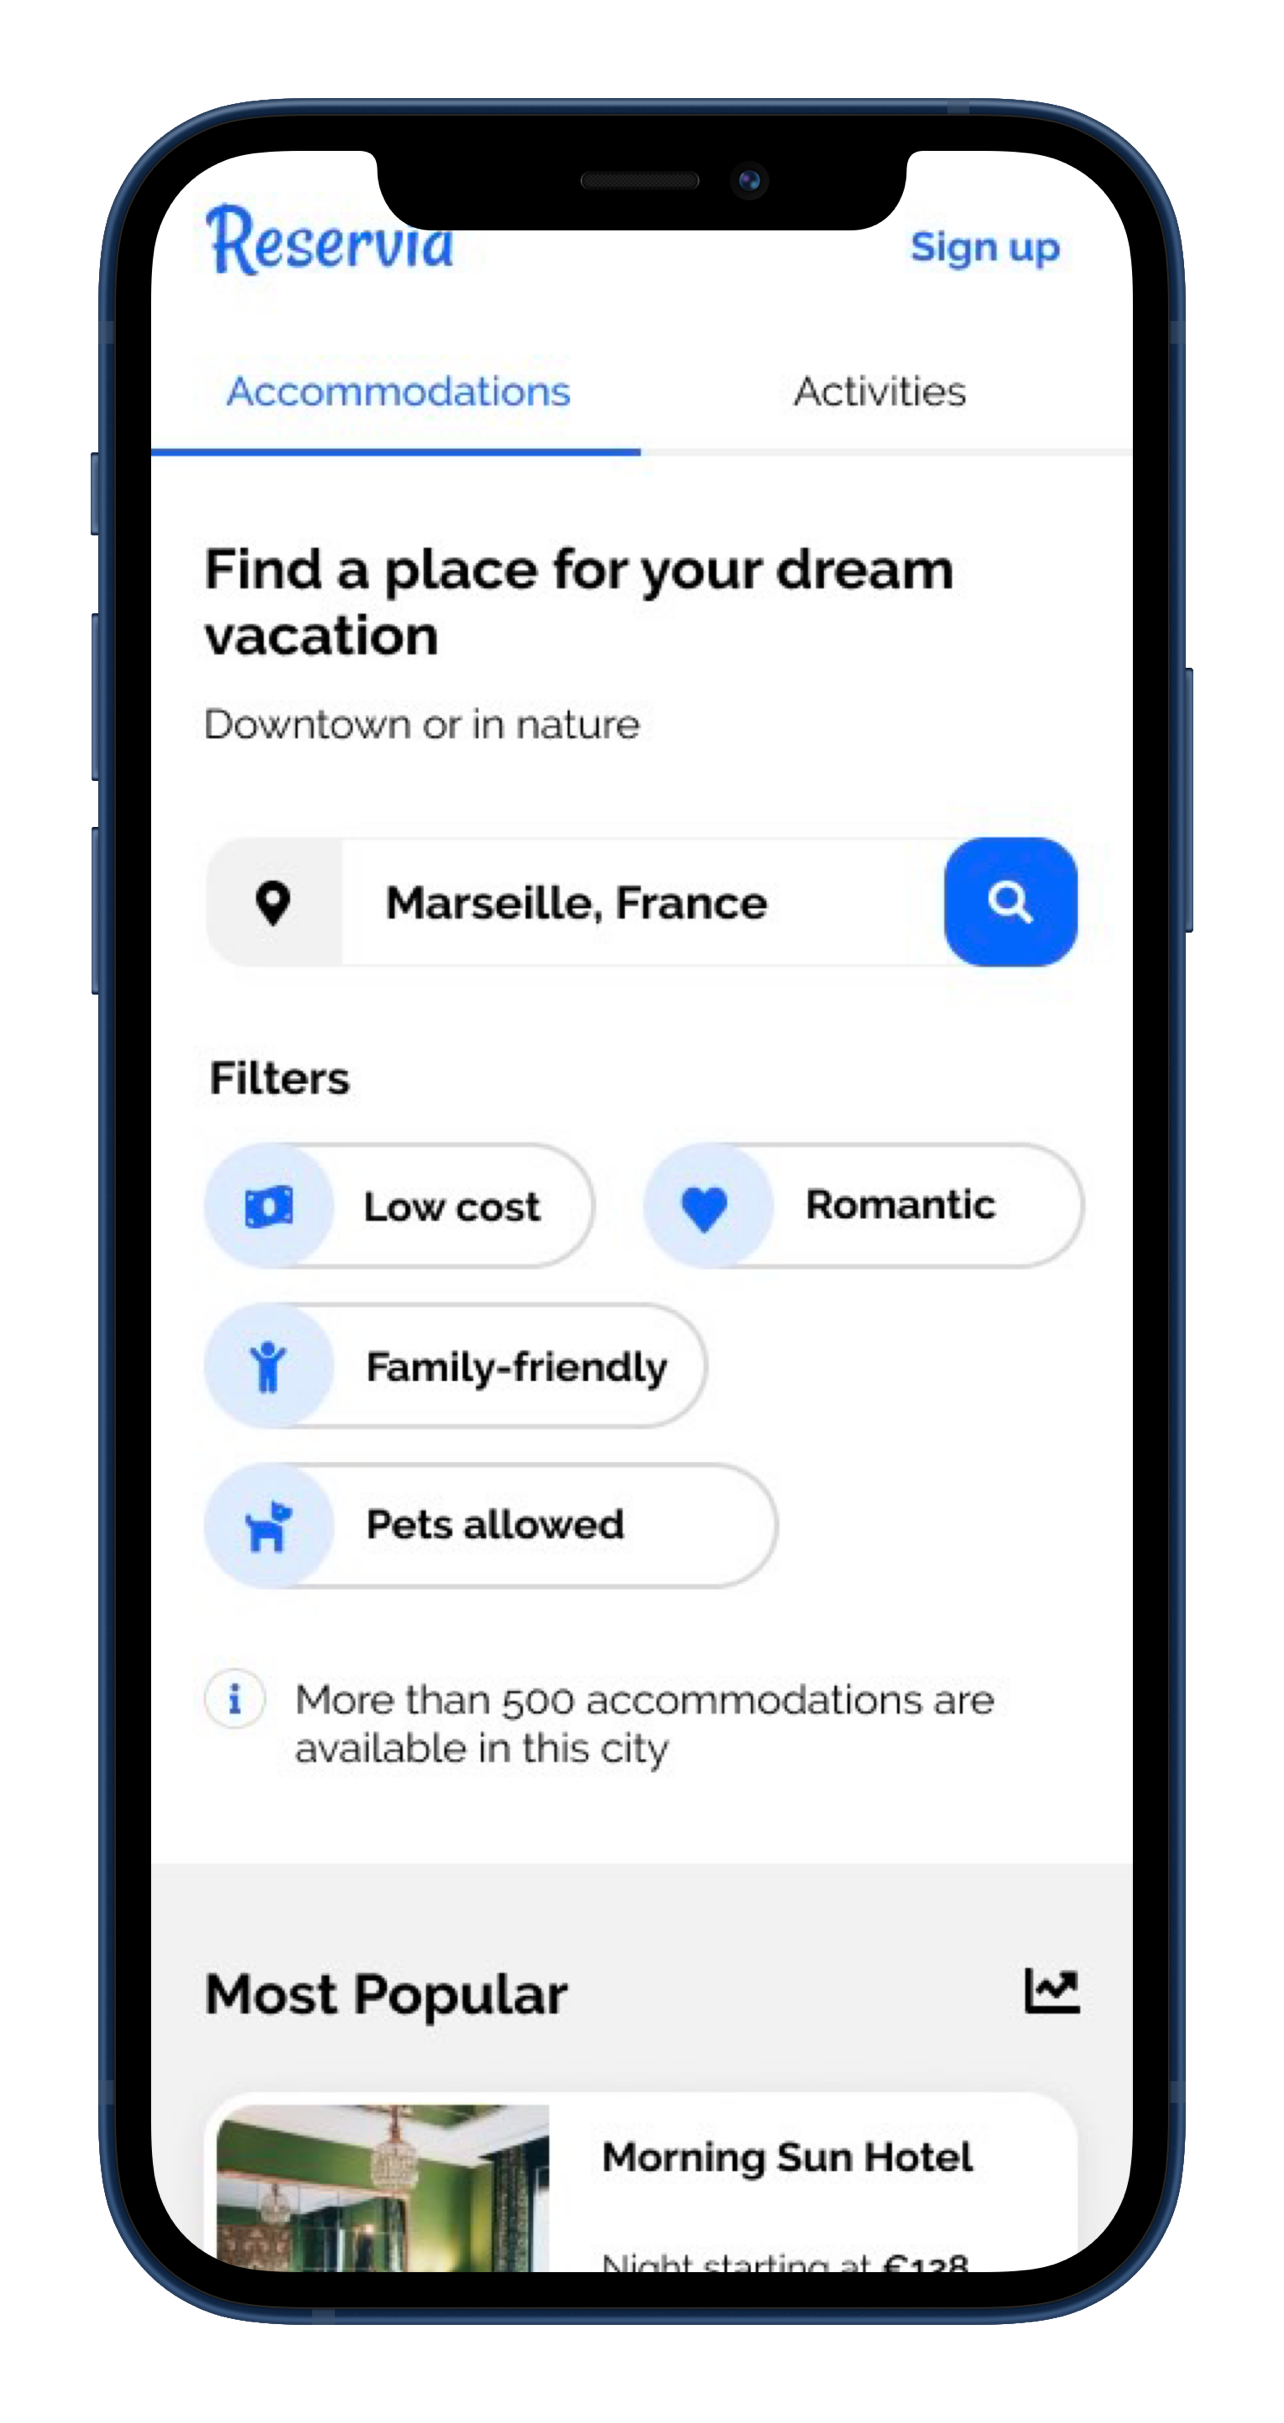 Reservia
Sign up
Accommodations
Activities
Find a place for your dream
vacation
Downtown or in nature
Marseille, France
Filters
Low cost
Romantic
Family-friendly
Pets allowed
More than 500 accommodations are
available in this city
Most Popular
Morning Sun Hotel
Night starting at €128